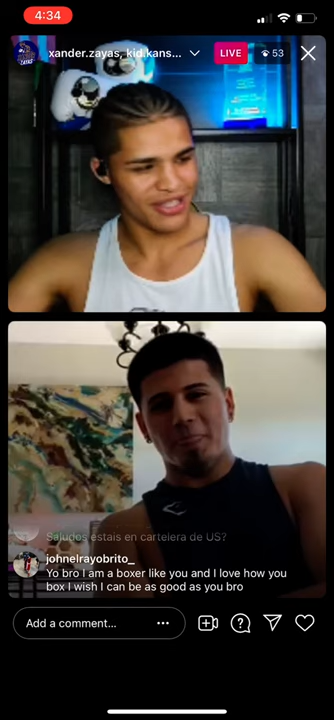 4:34
xander.zayas, kid.kans...
LIVE
53
Saludos estais en cartelera de US?
johnelrayobrito_
Yo bro I am a boxer like you and I love how you
box I wish I can be as good as you bro
Add a comment...